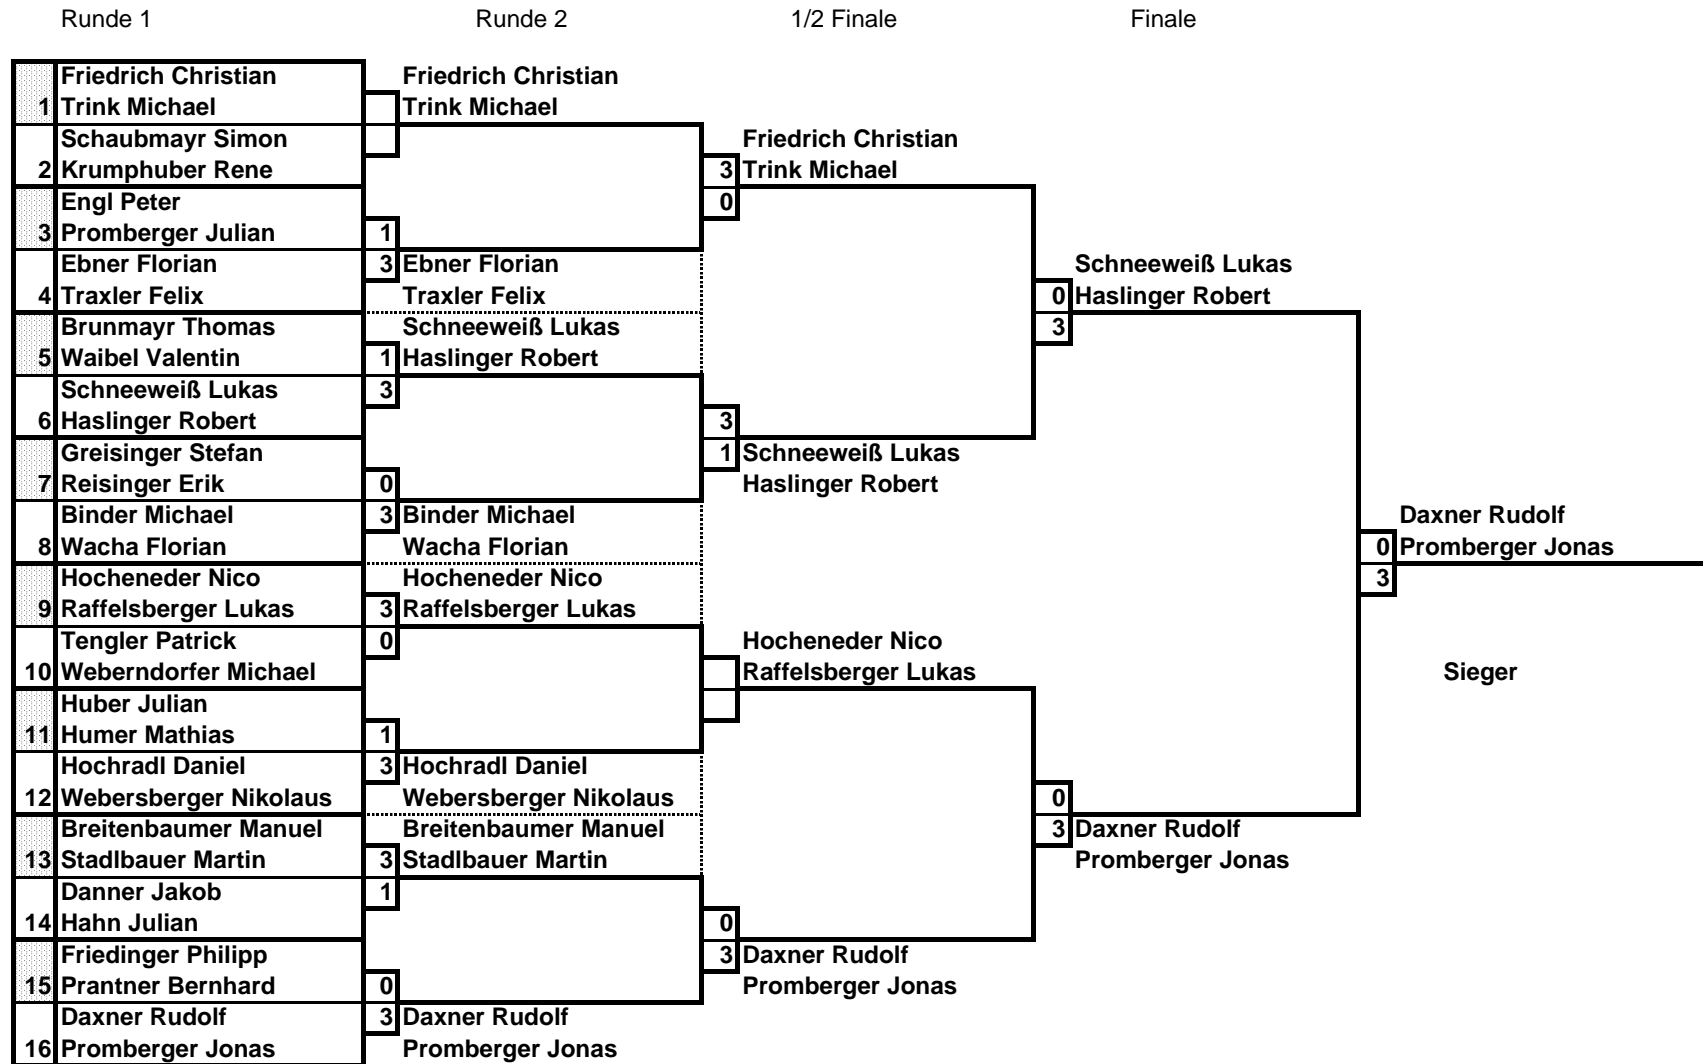 Runde 1 Runde 2 1/2 Finale Finale
Friedrich Christian Friedrich Christian
1 Trink Michael Trink Michael
Schaubmayr Simon Friedrich Christian
2 Krumphuber Rene 3 Trink Michael
Engl Peter 0
3 Promberger Julian 1
Ebner Florian 3 Ebner Florian Schneeweiß Lukas
4 Traxler Felix Traxler Felix 0 Haslinger Robert
Brunmayr Thomas Schneeweiß Lukas 3
5 Waibel Valentin 1 Haslinger Robert
Schneeweiß Lukas 3
6 Haslinger Robert 3
Greisinger Stefan 1 Schneeweiß Lukas
7 Reisinger Erik 0 Haslinger Robert
Binder Michael 3 Binder Michael Daxner Rudolf
8 Wacha Florian Wacha Florian 0 Promberger Jonas
Hocheneder Nico Hocheneder Nico 3
9 Raffelsberger Lukas 3 Raffelsberger Lukas
Tengler Patrick 0 Hocheneder Nico
10 Weberndorfer Michael Raffelsberger Lukas Sieger
Huber Julian
11 Humer Mathias 1
Hochradl Daniel 3 Hochradl Daniel
12 Webersberger Nikolaus Webersberger Nikolaus 0
Breitenbaumer Manuel Breitenbaumer Manuel 3 Daxner Rudolf
13 Stadlbauer Martin 3 Stadlbauer Martin Promberger Jonas
Danner Jakob 1
14 Hahn Julian 0
Friedinger Philipp 3 Daxner Rudolf
15 Prantner Bernhard 0 Promberger Jonas
Daxner Rudolf 3 Daxner Rudolf
16 Promberger Jonas Promberger Jonas